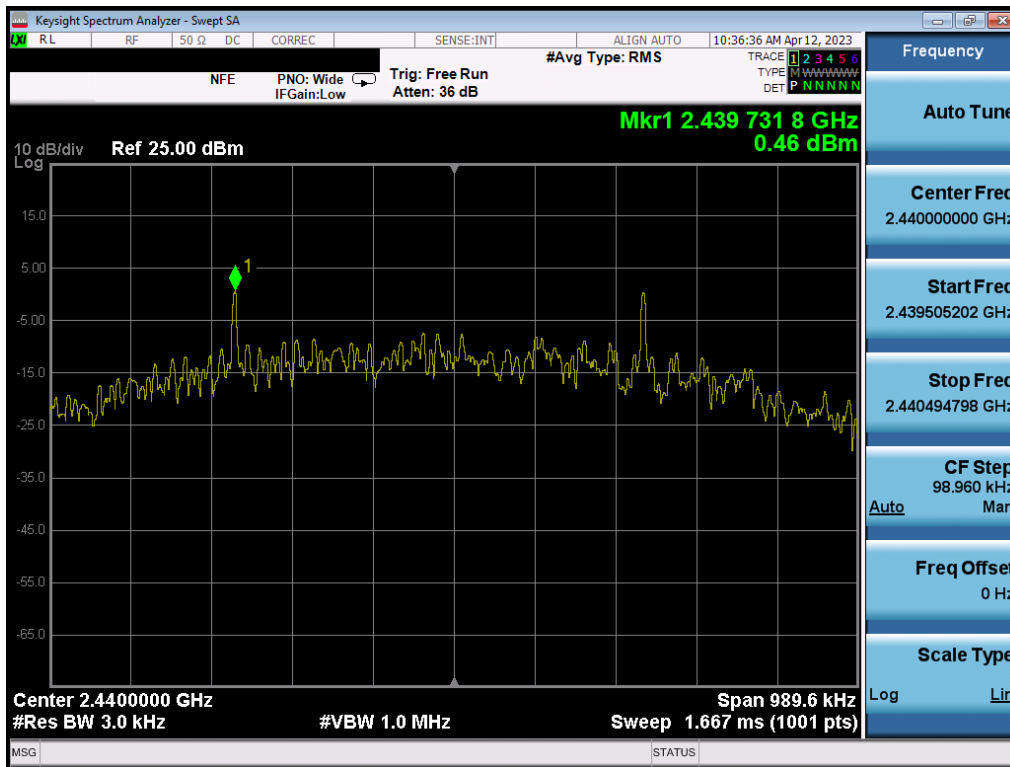 Keysight Spectrum Analyzer - Swept SA
LXI RL RF 50 Ω DC CORREC SENSE:INT ALIGN AUTO 10:36:36 AM Apr 12, 2023
NFE PNO: Wide Trig: Free Run #Avg Type: RMS TRACE 1 2 3 4 5 6
IFGain:Low Atten: 36 dB TYPE M WWWWW
DET P N N N N N
Mkr1 2.439 731 8 GHz
0.46 dBm
10 dB/div Ref 25.00 dBm
Log
15.0
5.00
1
-5.00
-15.0
-25.0
-35.0
-45.0
-55.0
-65.0
Center 2.4400000 GHz Span 989.6 kHz
#Res BW 3.0 kHz #VBW 1.0 MHz Sweep 1.667 ms (1001 pts)
MSG STATUS
Frequency
Auto Tune
Center Freq
2.440000000 GHz
Start Freq
2.439505202 GHz
Stop Freq
2.440494798 GHz
CF Step
98.960 kHz
Auto Man
Freq Offset
0 Hz
Scale Type
Log Lin